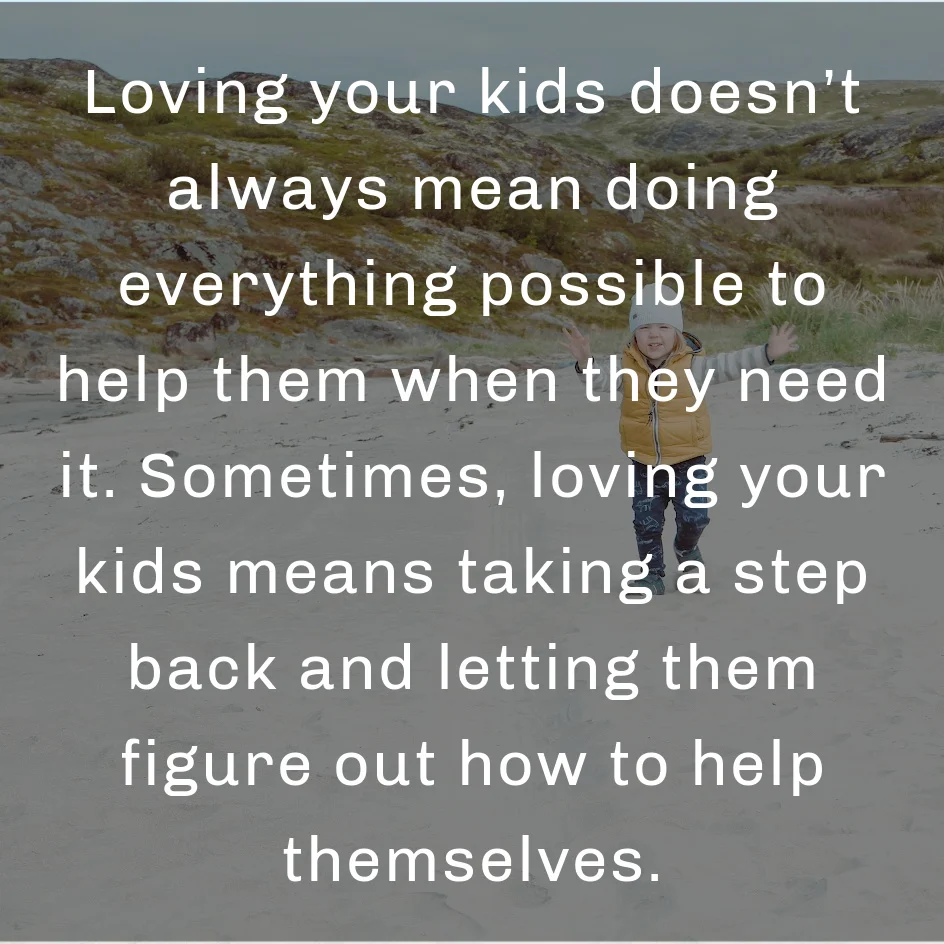 Loving your kids doesn’t
always mean doing
everything possible to
help them when they need
it. Sometimes, loving your
kids means taking a step
back and letting them
figure out how to help
themselves.